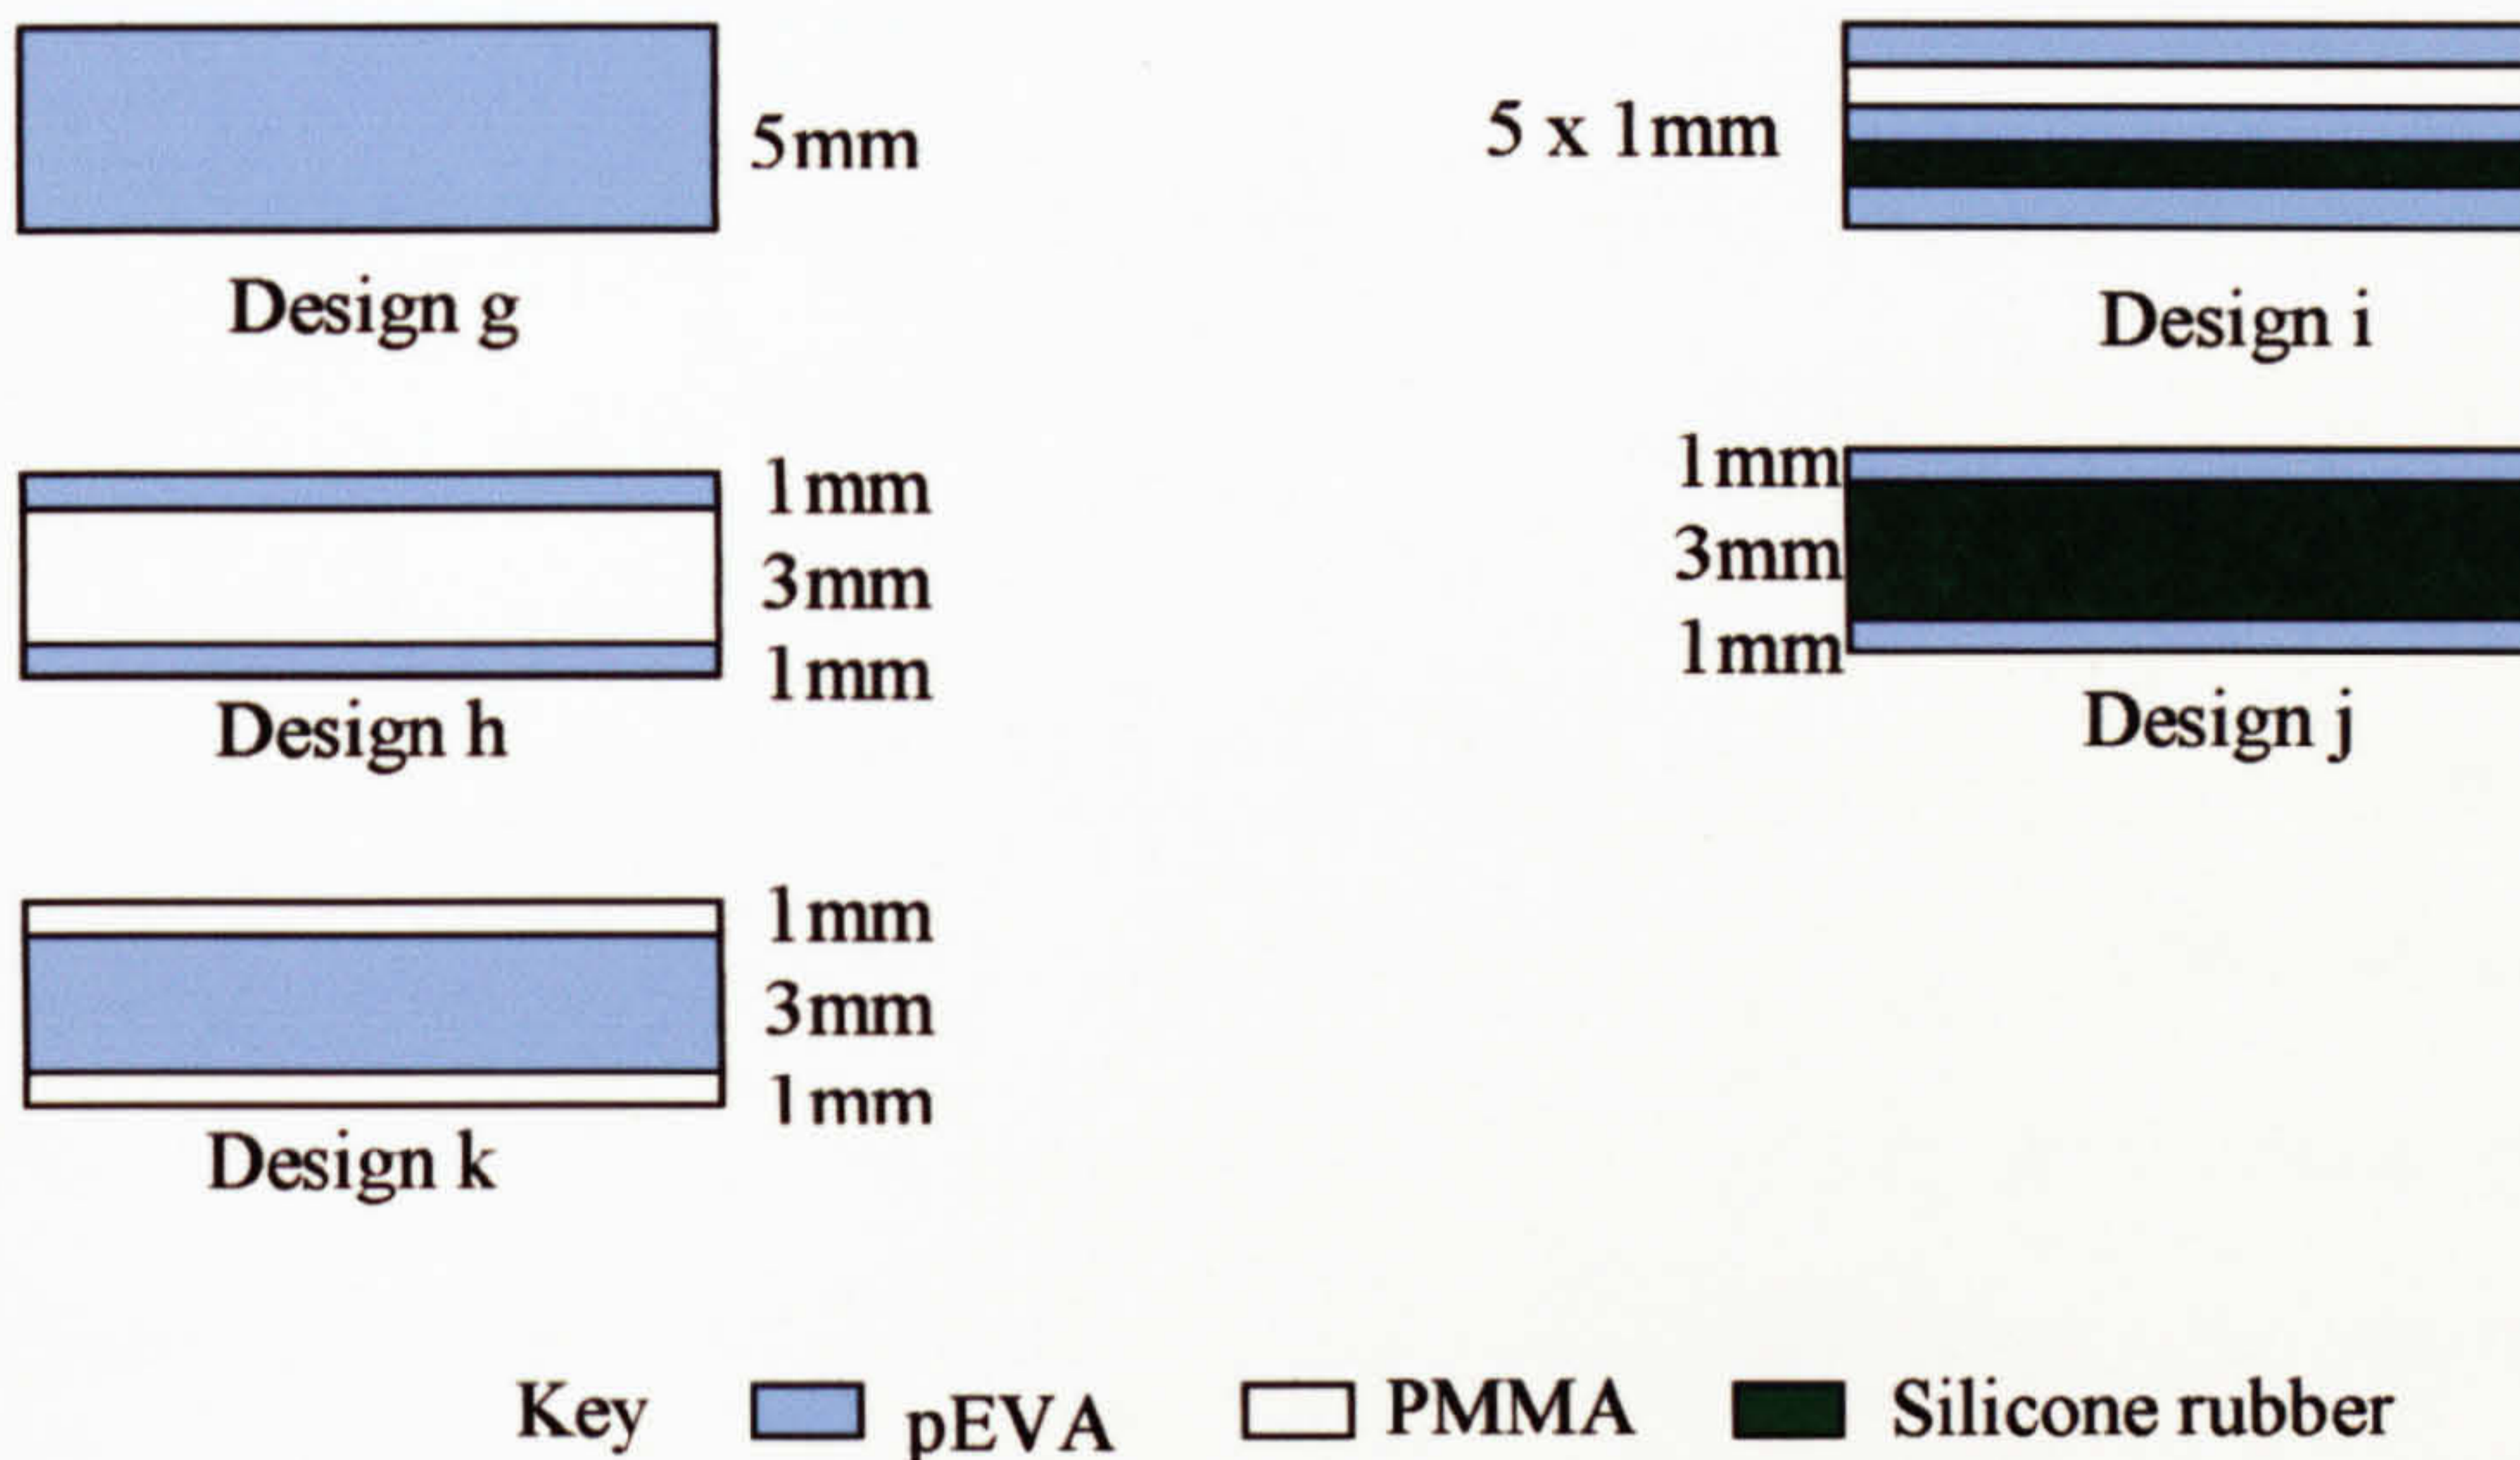 5mm
Design g
5 x 1mm
Design i
1mm
3mm
1mm
Design h
1mm
3mm
1mm
Design j
1mm
3mm
1mm
Design k
Key pEVA PMMA Silicone rubber